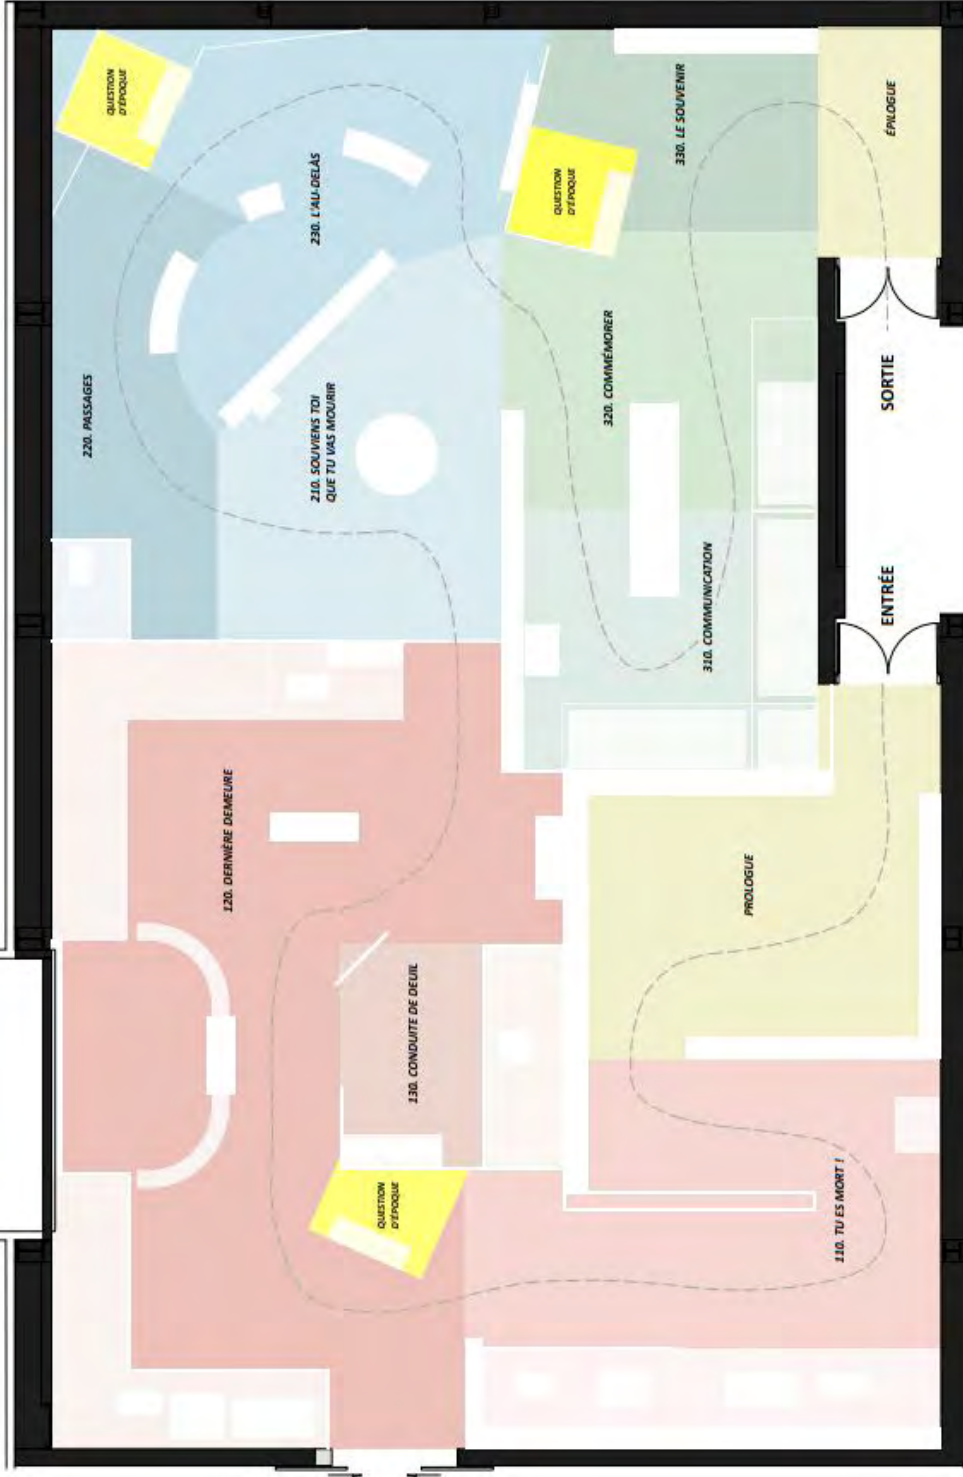 QUESTION
D'ÉPOQUE
220. PASSAGES
230. L'AU-DELÀS
210. SOUVIENS TOI
QUE TU VAS MOURIR
QUESTION
D'ÉPOQUE
330. LE SOUVENIR
ÉPILOGUE
320. COMMÉMORER
310. COMMUNICATION
SORTIE
ENTRÉE
120. DERNIÈRE DEMEURE
130. CONDUITE DE DEUIL
PROLOGUE
QUESTION
D'ÉPOQUE
110. TU ES MORT !